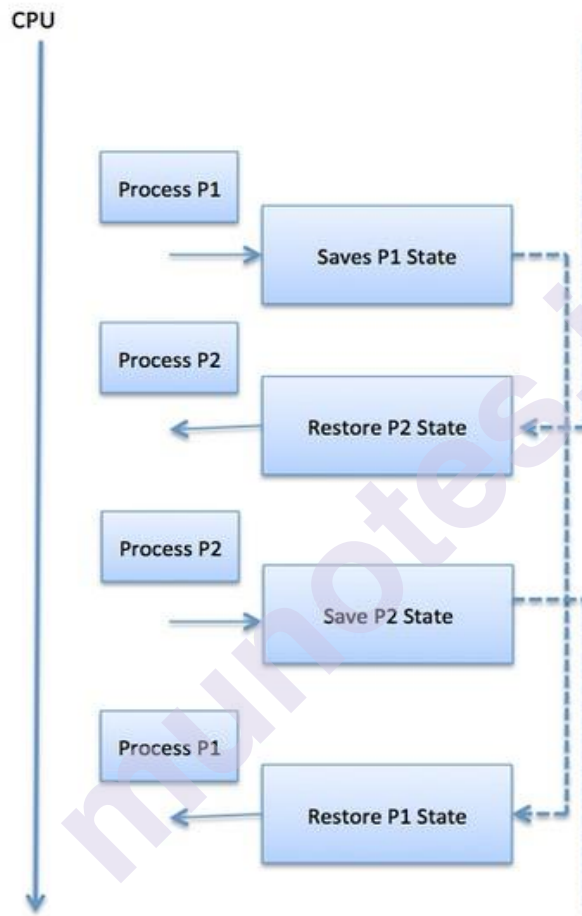 CPU
Process P1
Saves P1 State
Process P2
Restore P2 State
Process P2
Save P2 State
Process P1
Restore P1 State
munotes.i